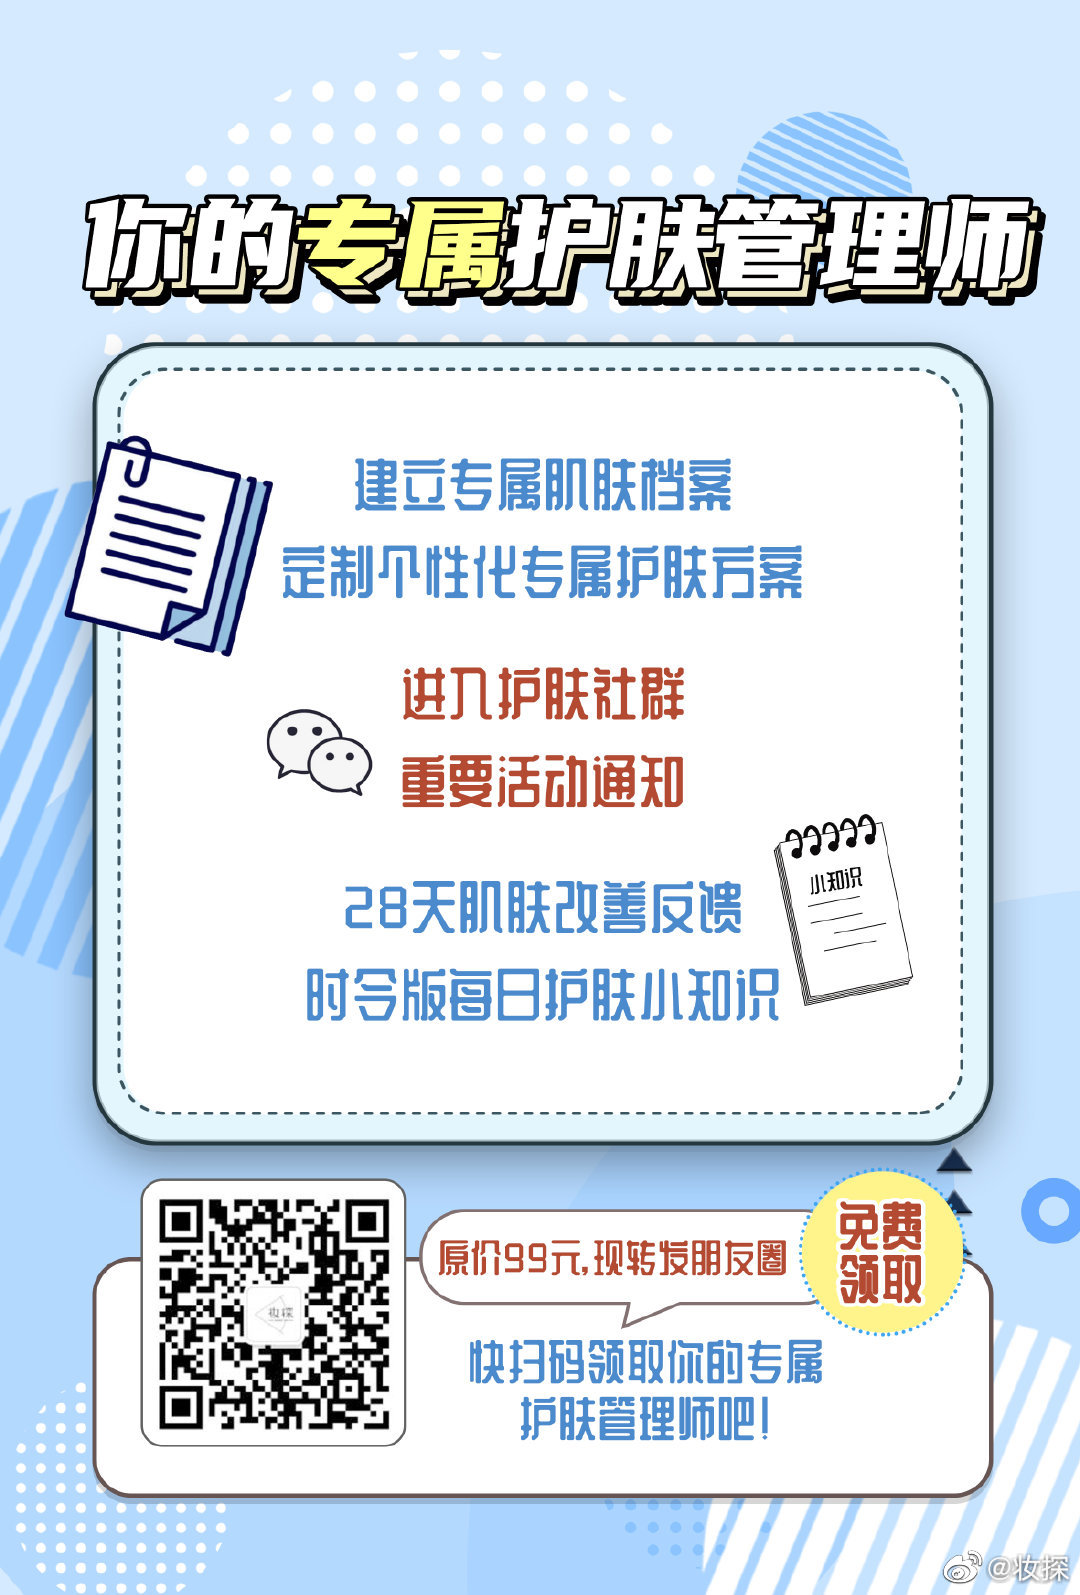 你的专属护肤管理师
建立专属肌肤档案
定制个性化专属护肤方案
进入护肤社群
重要活动通知
小知识
28天肌肤改善反馈
时令版每日护肤小知识
原价99元,现转发朋友圈
免费
领取
妆探
快扫码领取你的专属
护肤管理师吧!
@妆探